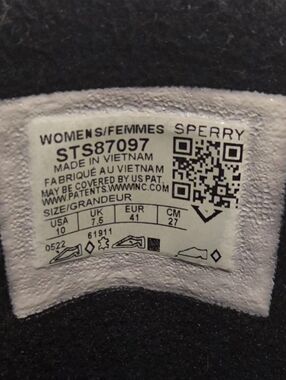 WOMENS/FEMMES SPERRY
STS87097
MADE IN VIETNAM
FABRIQUÉ AU VIETNAM
MAY BE COVERED BY US PAT.
WWW.PATENTS.WWWINC.COM
SIZE/GRANDEUR
USA UK EUR CM
10 7.5 41 27
0522 61911